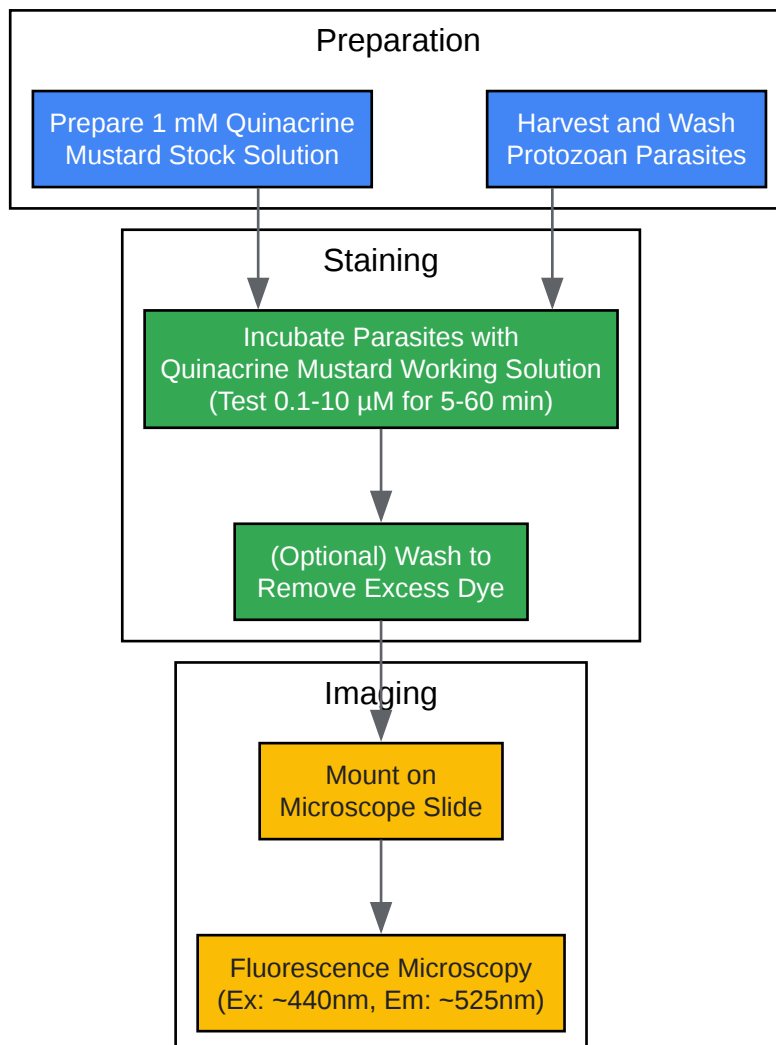 Preparation
Prepare 1 mM Quinacrine
Mustard Stock Solution
Harvest and Wash
Protozoan Parasites
Staining
Incubate Parasites with
Quinacrine Mustard Working Solution
(Test 0.1-10 µM for 5-60 min)
(Optional) Wash to
Remove Excess Dye
Imaging
Mount on
Microscope Slide
Fluorescence Microscopy
(Ex: ~440nm, Em: ~525nm)